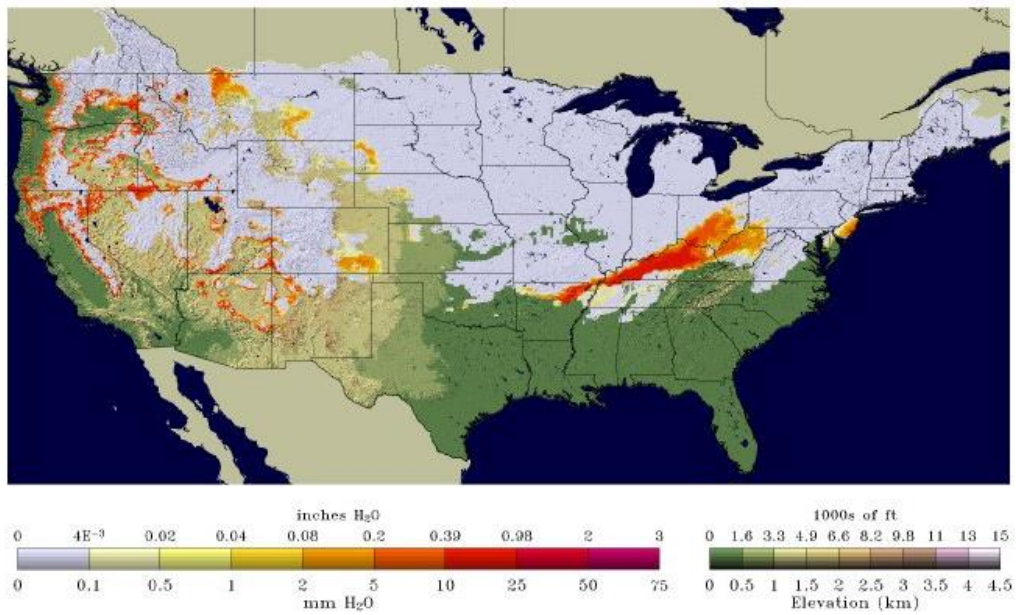 inches H₂O
0 4E⁻³ 0.02 0.04 0.08 0.2 0.39 0.98 2 3
0 0.1 0.5 1 2 5 10 25 50 75
mm H₂O
1000s of ft
0 1.6 3.3 4.9 6.6 8.2 9.8 11 13 15
0 0.5 1 1.5 2 2.5 3 3.5 4 4.5
Elevation (km)